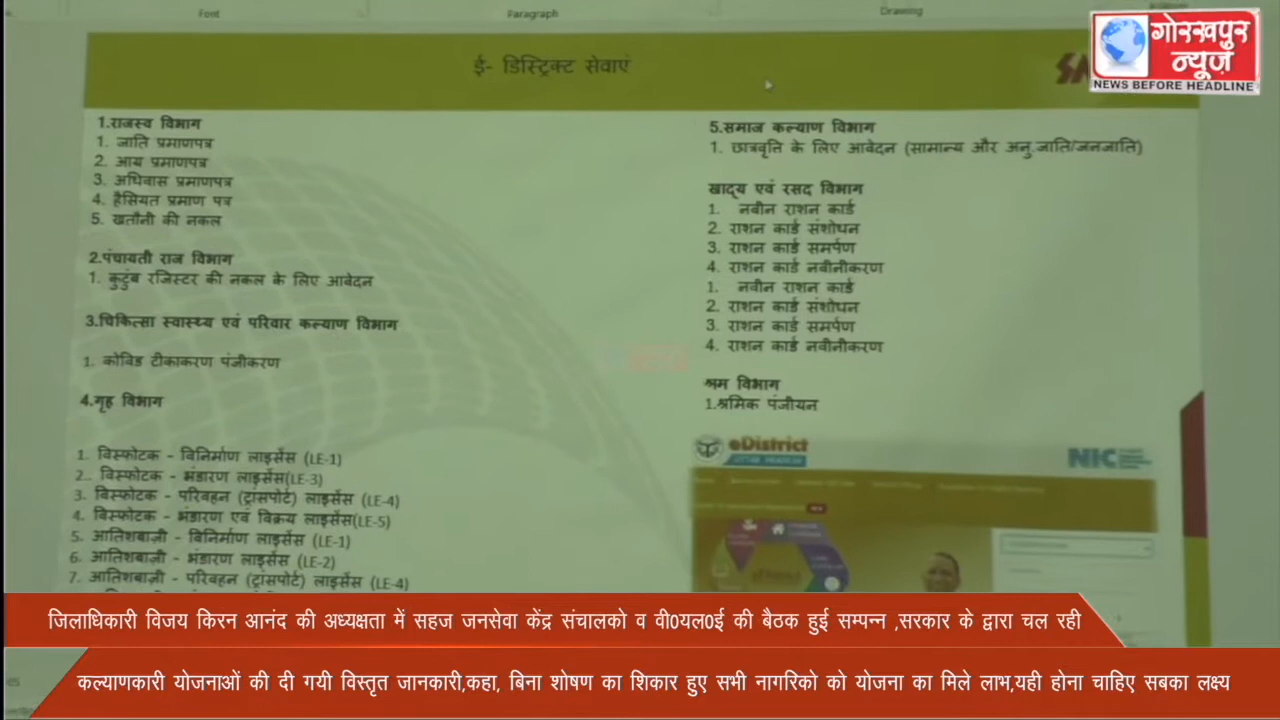 Font
Paragraph
Drawing
गोरखपुर
न्यूज़
NEWS BEFORE HEADLINE
ई- डिस्ट्रिक्ट सेवाएं
1.राजस्व विभाग
1. जाति प्रमाणपत्र
2. आय प्रमाणपत्र
3. अधिवास प्रमाणपत्र
4. हैसियत प्रमाण पत्र
5. खतौनी की नकल
2.पंचायती राज विभाग
1. कुटुंब रजिस्टर की नकल के लिए आवेदन
3.चिकित्सा स्वास्थ्य एवं परिवार कल्याण विभाग
1. कोविड टीकाकरण पंजीकरण
4.गृह विभाग
1. विस्फोटक - विनिर्माण लाइसेंस (LE-1)
2. विस्फोटक - भंडारण लाइसेंस(LE-3)
3. विस्फोटक - परिवहन (ट्रांसपोर्ट) लाइसेंस (LE-4)
4. विस्फोटक - भंडारण एवं विक्रय लाइसेंस(LE-5)
5. आतिशबाज़ी - विनिर्माण लाइसेंस (LE-1)
6. आतिशबाज़ी - भंडारण लाइसेंस (LE-2)
7. आतिशबाज़ी - परिवहन (ट्रांसपोर्ट) लाइसेंस (LE-4)
5.समाज कल्याण विभाग
1. छात्रवृति के लिए आवेदन (सामान्य और अनु.जाति/जनजाति)
खाद्य एवं रसद विभाग
1. नवीन राशन कार्ड
2. राशन कार्ड संशोधन
3. राशन कार्ड समर्पण
4. राशन कार्ड नवीनीकरण
1. नवीन राशन कार्ड
2. राशन कार्ड संशोधन
3. राशन कार्ड समर्पण
4. राशन कार्ड नवीनीकरण
श्रम विभाग
1.श्रमिक पंजीयन
eDistrict
UTTAR PRADESH
NIC
जिलाधिकारी विजय किरन आनंद की अध्यक्षता में सहज जनसेवा केंद्र संचालको व वी0यल0ई की बैठक हुई सम्पन्न ,सरकार के द्वारा चल रही
कल्याणकारी योजनाओं की दी गयी विस्तृत जानकारी,कहा, बिना शोषण का शिकार हुए सभी नागरिको को योजना का मिले लाभ,यही होना चाहिए सबका लक्ष्य